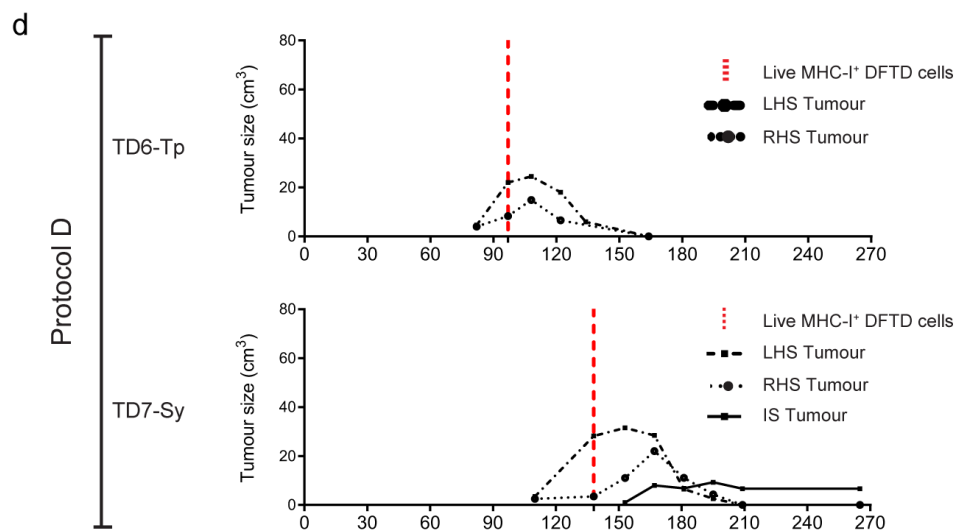 d
Protocol D
TD6-Tp
Tumour size (cm³)
80
60
40
20
0
0 30 60 90 120 150 180 210 240 270
Live MHC-I⁺ DFTD cells
LHS Tumour
RHS Tumour
TD7-Sy
Tumour size (cm³)
80
60
40
20
0
0 30 60 90 120 150 180 210 240 270
Live MHC-I⁺ DFTD cells
LHS Tumour
RHS Tumour
IS Tumour